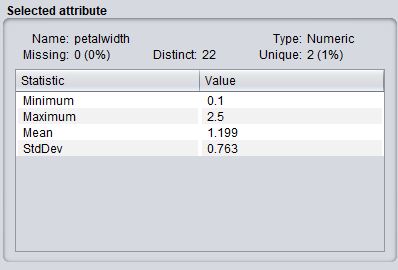 Selected attribute
Name: petalwidth Type: Numeric
Missing: 0 (0%) Distinct: 22 Unique: 2 (1%)
Statistic Value
Minimum 0.1
Maximum 2.5
Mean 1.199
StdDev 0.763